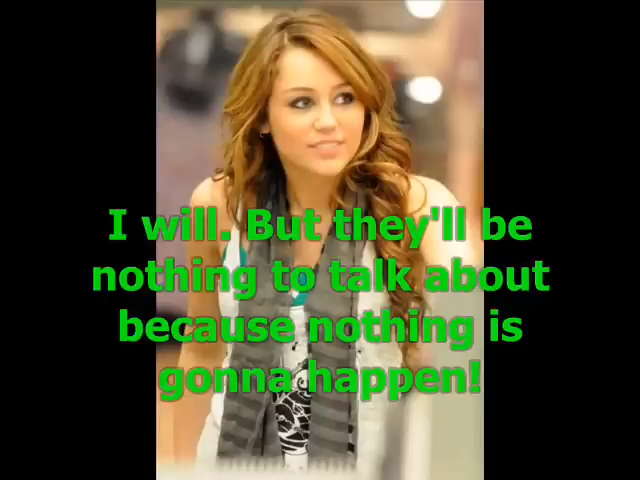 I will. But they'll be
nothing to talk about
because nothing is
gonna happen!